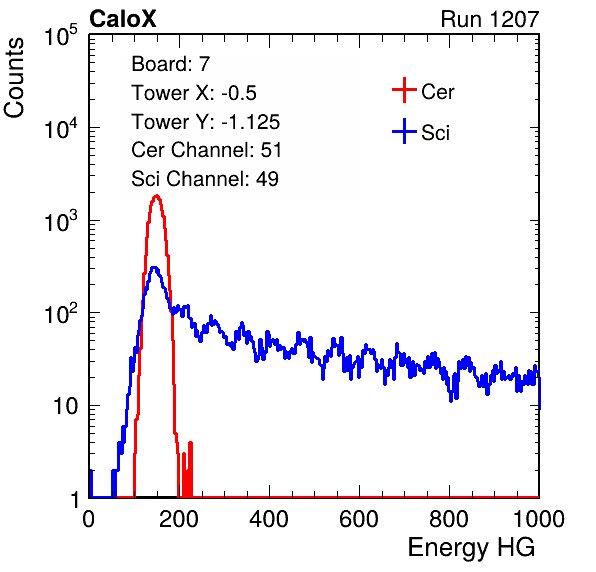 CaloX Run 1207
Board: 7
Tower X: -0.5
Tower Y: -1.125
Cer Channel: 51
Sci Channel: 49
Cer
Sci
Counts
10^5
10^4
10^3
10^2
10
1
0 200 400 600 800 1000
Energy HG